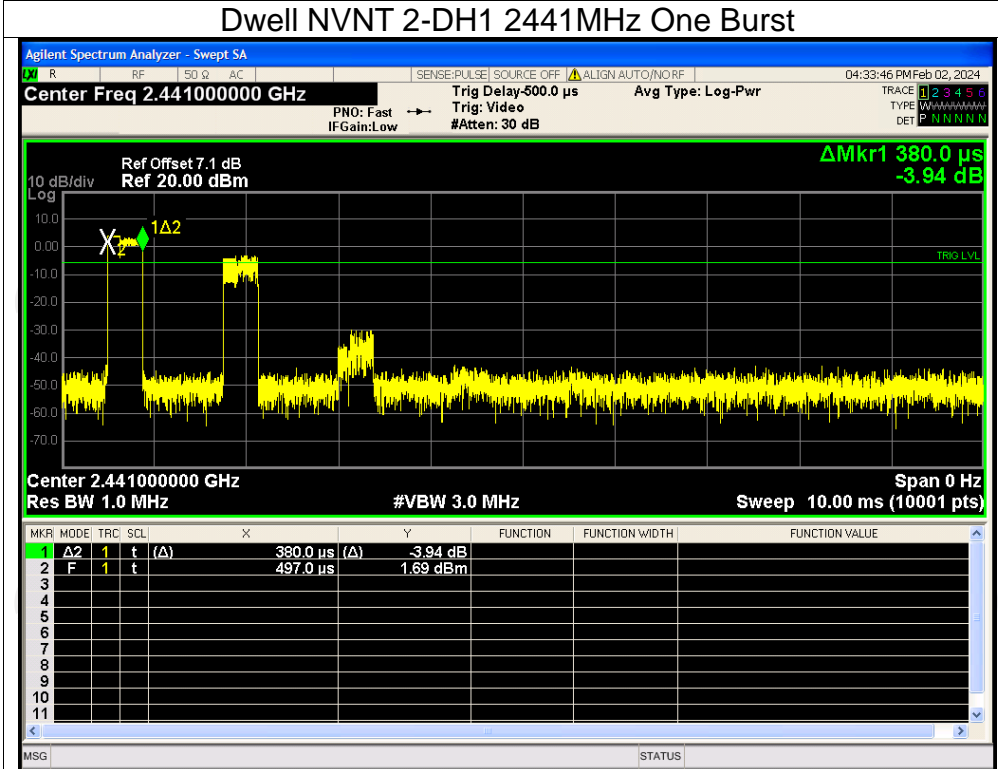 Dwell NVNT 2-DH1 2441MHz One Burst
Agilent Spectrum Analyzer - Swept SA
LXI R RF 50 Ω AC SENSE:PULSE SOURCE OFF ALIGN AUTO/NO RF 04:33:46 PM Feb 02, 2024
Center Freq 2.441000000 GHz Trig Delay-500.0 µs Avg Type: Log-Pwr TRACE 1 2 3 4 5 6
PNO: Fast Trig: Video TYPE WWWWWW
IFGain:Low #Atten: 30 dB DET P N N N N N
ΔMkr1 380.0 µs
-3.94 dB
Ref Offset 7.1 dB
10 dB/div Ref 20.00 dBm
Log
10.0
1Δ2
X2
0.00
TRIG LVL
-10.0
-20.0
-30.0
-40.0
-50.0
-60.0
-70.0
Center 2.441000000 GHz Span 0 Hz
Res BW 1.0 MHz #VBW 3.0 MHz Sweep 10.00 ms (10001 pts)
MKR MODE TRC SCL X Y FUNCTION FUNCTION WIDTH FUNCTION VALUE
1 Δ2 1 t (Δ) 380.0 µs (Δ) -3.94 dB
2 F 1 t 497.0 µs 1.69 dBm
3
4
5
6
7
8
9
10
11
MSG STATUS